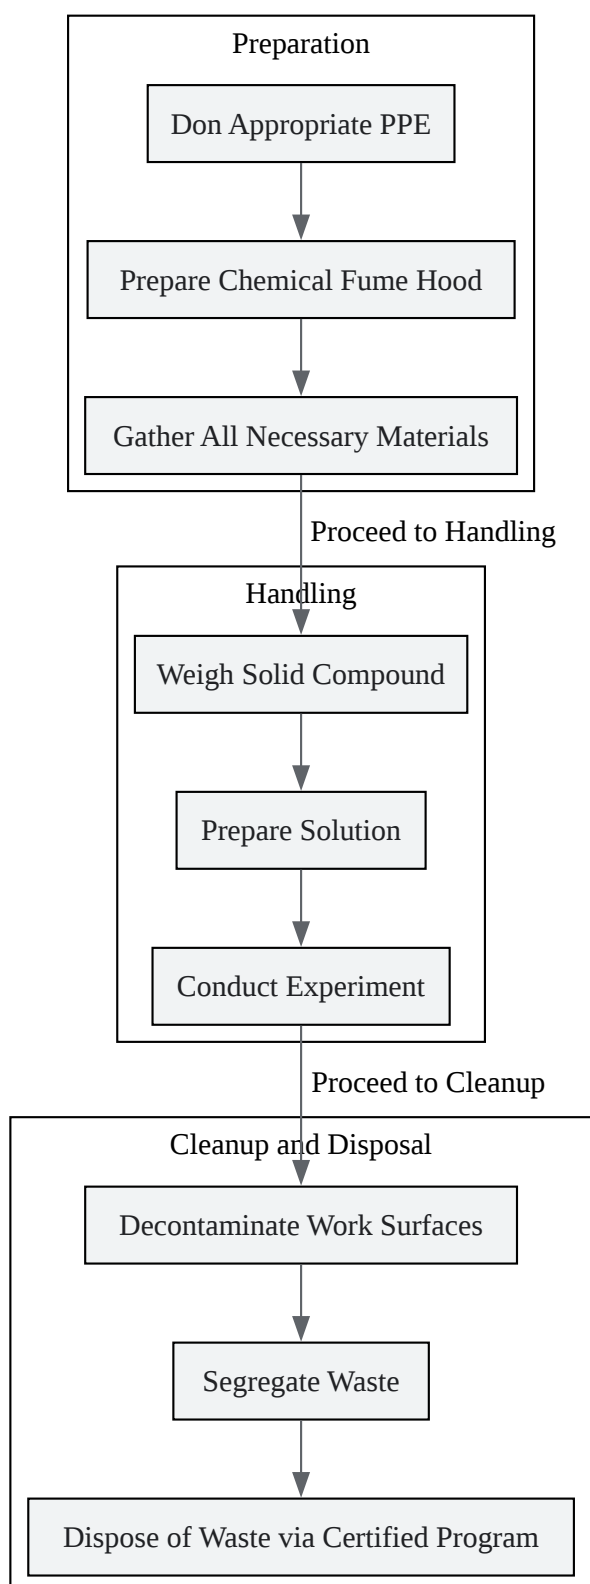 Preparation
Don Appropriate PPE
Prepare Chemical Fume Hood
Gather All Necessary Materials
Proceed to Handling
Handling
Weigh Solid Compound
Prepare Solution
Conduct Experiment
Proceed to Cleanup
Cleanup and Disposal
Decontaminate Work Surfaces
Segregate Waste
Dispose of Waste via Certified Program